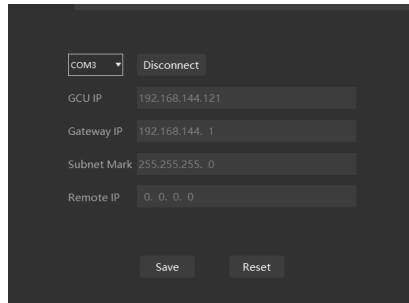 COM3 Disconnect
GCU IP 192.168.144.121
Gateway IP 192.168.144. 1
Subnet Mark 255.255.255. 0
Remote IP 0. 0. 0. 0
Save Reset